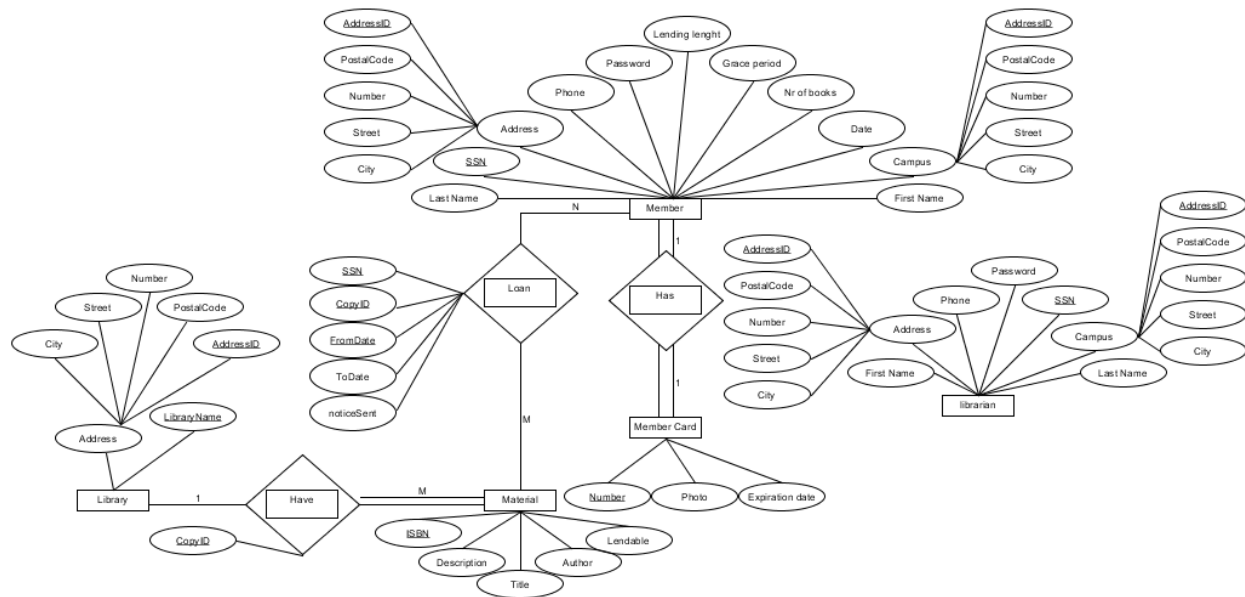 AddressID
PostalCode
Number
Street
City
Address
SSN
Last Name
Phone
Password
Lending lenght
Grace period
Nr of books
Date
Campus
First Name
AddressID
PostalCode
Number
Street
City
Member
N
1
Loan
SSN
CopyID
FromDate
ToDate
noticeSent
M
Has
1
Member Card
Number
Photo
Expiration date
AddressID
PostalCode
Number
Street
City
Address
First Name
Phone
Password
SSN
Campus
Last Name
AddressID
PostalCode
Number
Street
City
librarian
City
Street
Number
PostalCode
AddressID
Address
LibraryName
Library
1
Have
CopyID
M
Material
ISBN
Description
Title
Author
Lendable